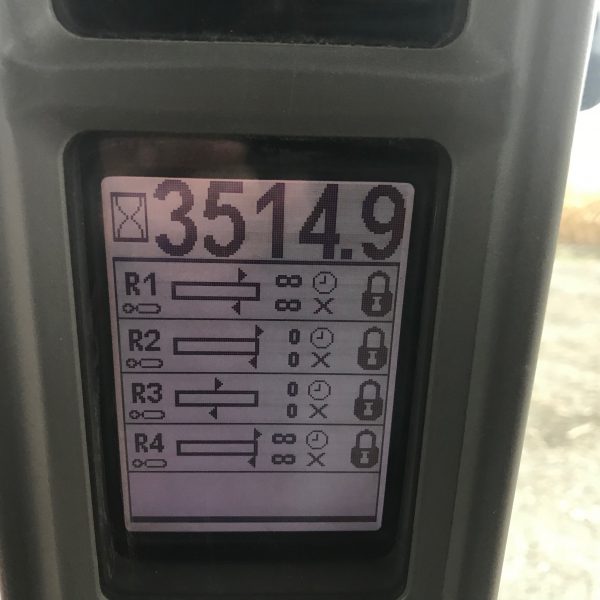 3514.9
R1 ∞
∞ X
R2 0
0 X
R3 0
0 X
R4 ∞
∞ X